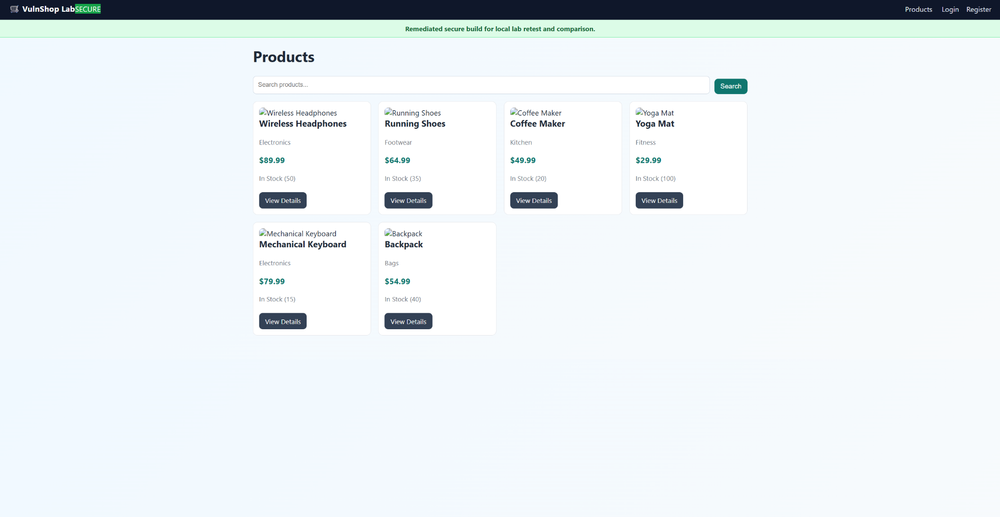 VulnShop Lab SECURE
Products Login Register
Remediated secure build for local lab retest and comparison.
Products
Search products...
Search
Wireless Headphones
Wireless Headphones
Electronics
$89.99
In Stock (50)
View Details
Running Shoes
Running Shoes
Footwear
$64.99
In Stock (35)
View Details
Coffee Maker
Coffee Maker
Kitchen
$49.99
In Stock (20)
View Details
Yoga Mat
Yoga Mat
Fitness
$29.99
In Stock (100)
View Details
Mechanical Keyboard
Mechanical Keyboard
Electronics
$79.99
In Stock (15)
View Details
Backpack
Backpack
Bags
$54.99
In Stock (40)
View Details